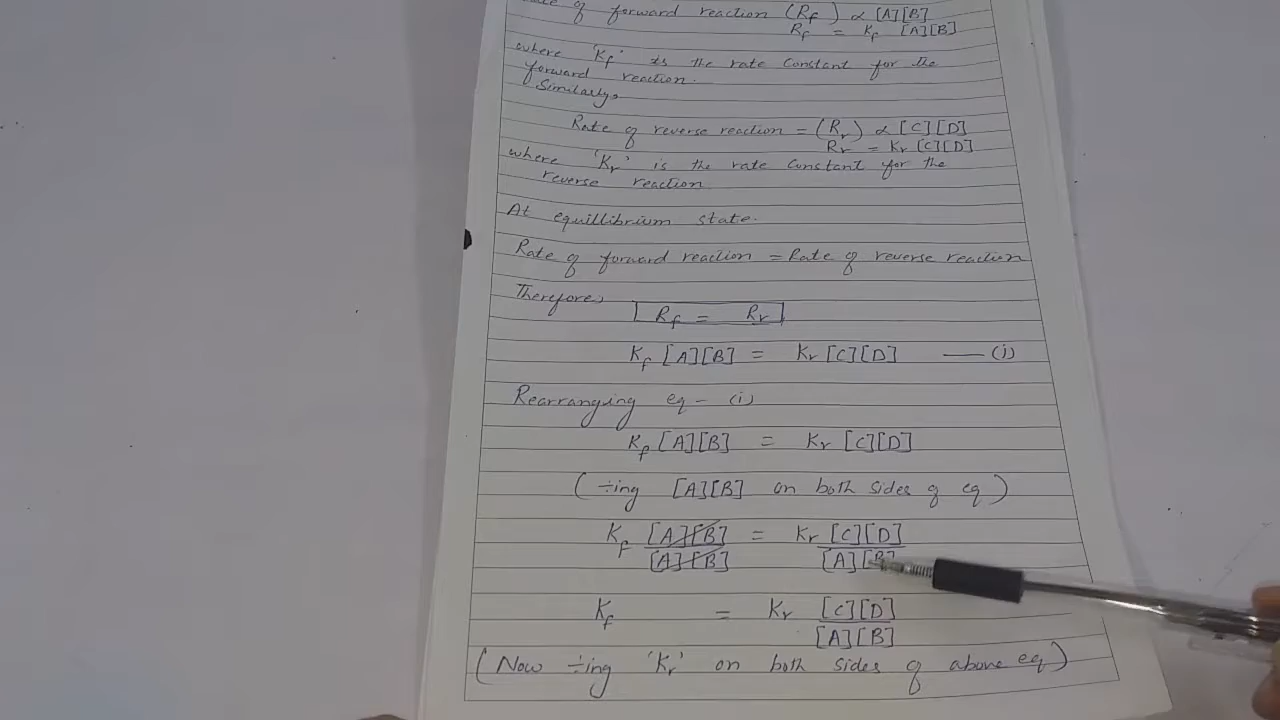 of forward reaction (Rf) ∝ [A][B]
Rf = Kf [A][B]
where 'Kf' is the rate Constant for the
forward reaction.
Similarly,
Rate of reverse reaction = (Rr) ∝ [C][D]
Rr = Kr [C][D]
where 'Kr' is the rate Constant for the
reverse reaction
At equillibrium state.
Rate of forward reaction = Rate of reverse reaction
Therefore,
Rf = Rr
Kf [A][B] = Kr [C][D] —— (i)
Rearranging eq - (i)
Kf [A][B] = Kr [C][D]
(÷ing [A][B] on both sides of eq)
Kf [A][B] = Kr [C][D]
[A][B] [A][B]
Kf = Kr [C][D]
[A][B]
(Now ÷ing 'Kr' on both sides of above eq)